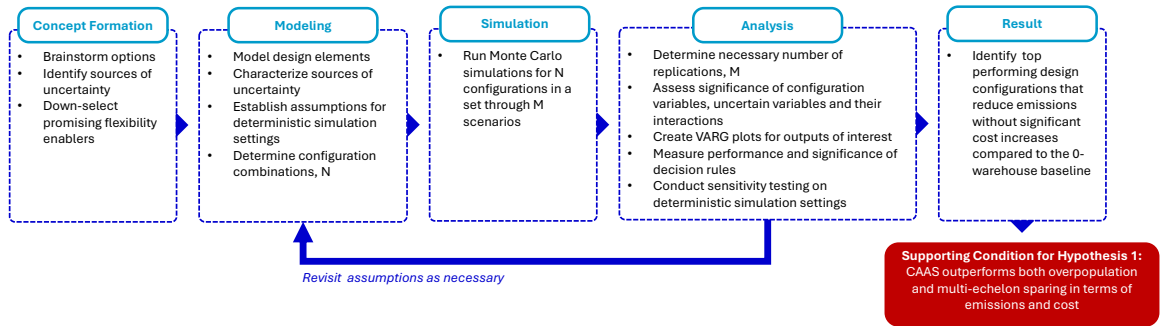 Concept Formation
Brainstorm options
Identify sources of
uncertainty
Down-select
promising flexibility
enablers
Modeling
Model design elements
Characterize sources of
uncertainty
Establish assumptions for
deterministic simulation
settings
Determine configuration
combinations, N
Simulation
Run Monte Carlo
simulations for N
configurations in a
set through M
scenarios
Analysis
Determine necessary number of
replications, M
Assess significance of configuration
variables, uncertain variables and their
interactions
Create VARG plots for outputs of interest
Measure performance and significance of
decision rules
Conduct sensitivity testing on
deterministic simulation settings
Result
Identify top
performing design
configurations that
reduce emissions
without significant
cost increases
compared to the 0-
warehouse baseline
Revisit assumptions as necessary
Supporting Condition for Hypothesis 1:
CAAS outperforms both overpopulation
and multi-echelon sparing in terms of
emissions and cost